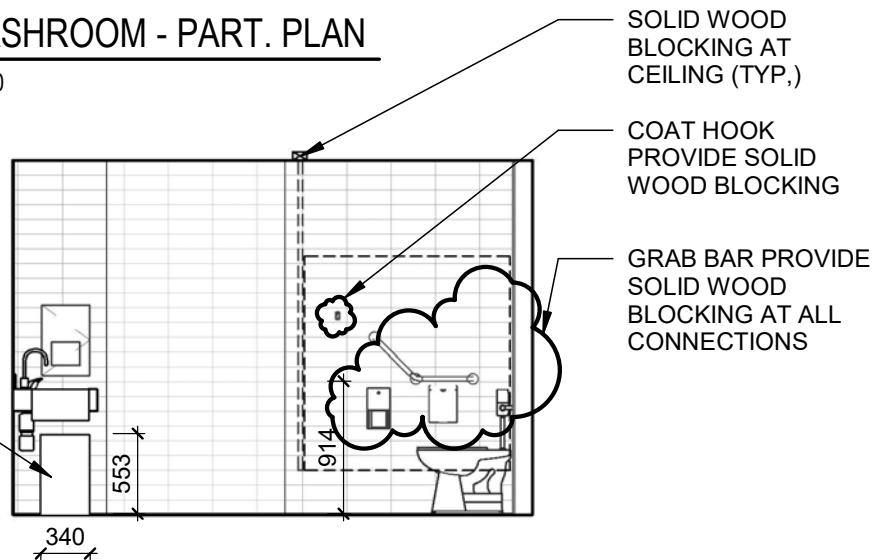 SHROOM - PART. PLAN
SOLID WOOD
BLOCKING AT
CEILING (TYP,)
COAT HOOK
PROVIDE SOLID
WOOD BLOCKING
GRAB BAR PROVIDE
SOLID WOOD
BLOCKING AT ALL
CONNECTIONS
553
914
340